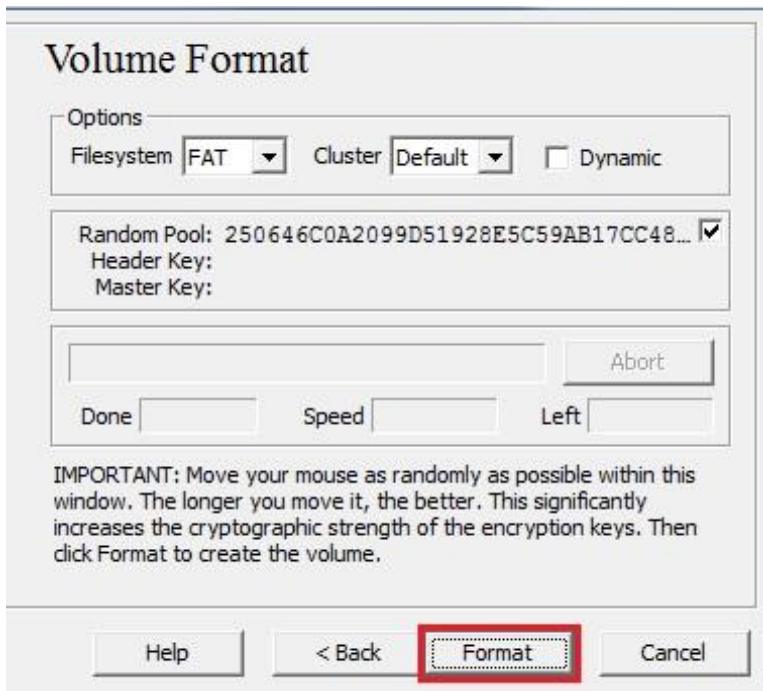 Volume Format
Options
Filesystem FAT Cluster Default Dynamic
Random Pool: 250646C0A2099D51928E5C59AB17CC48...
Header Key:
Master Key:
Abort
Done Speed Left
IMPORTANT: Move your mouse as randomly as possible within this
window. The longer you move it, the better. This significantly
increases the cryptographic strength of the encryption keys. Then
click Format to create the volume.
Help < Back Format Cancel